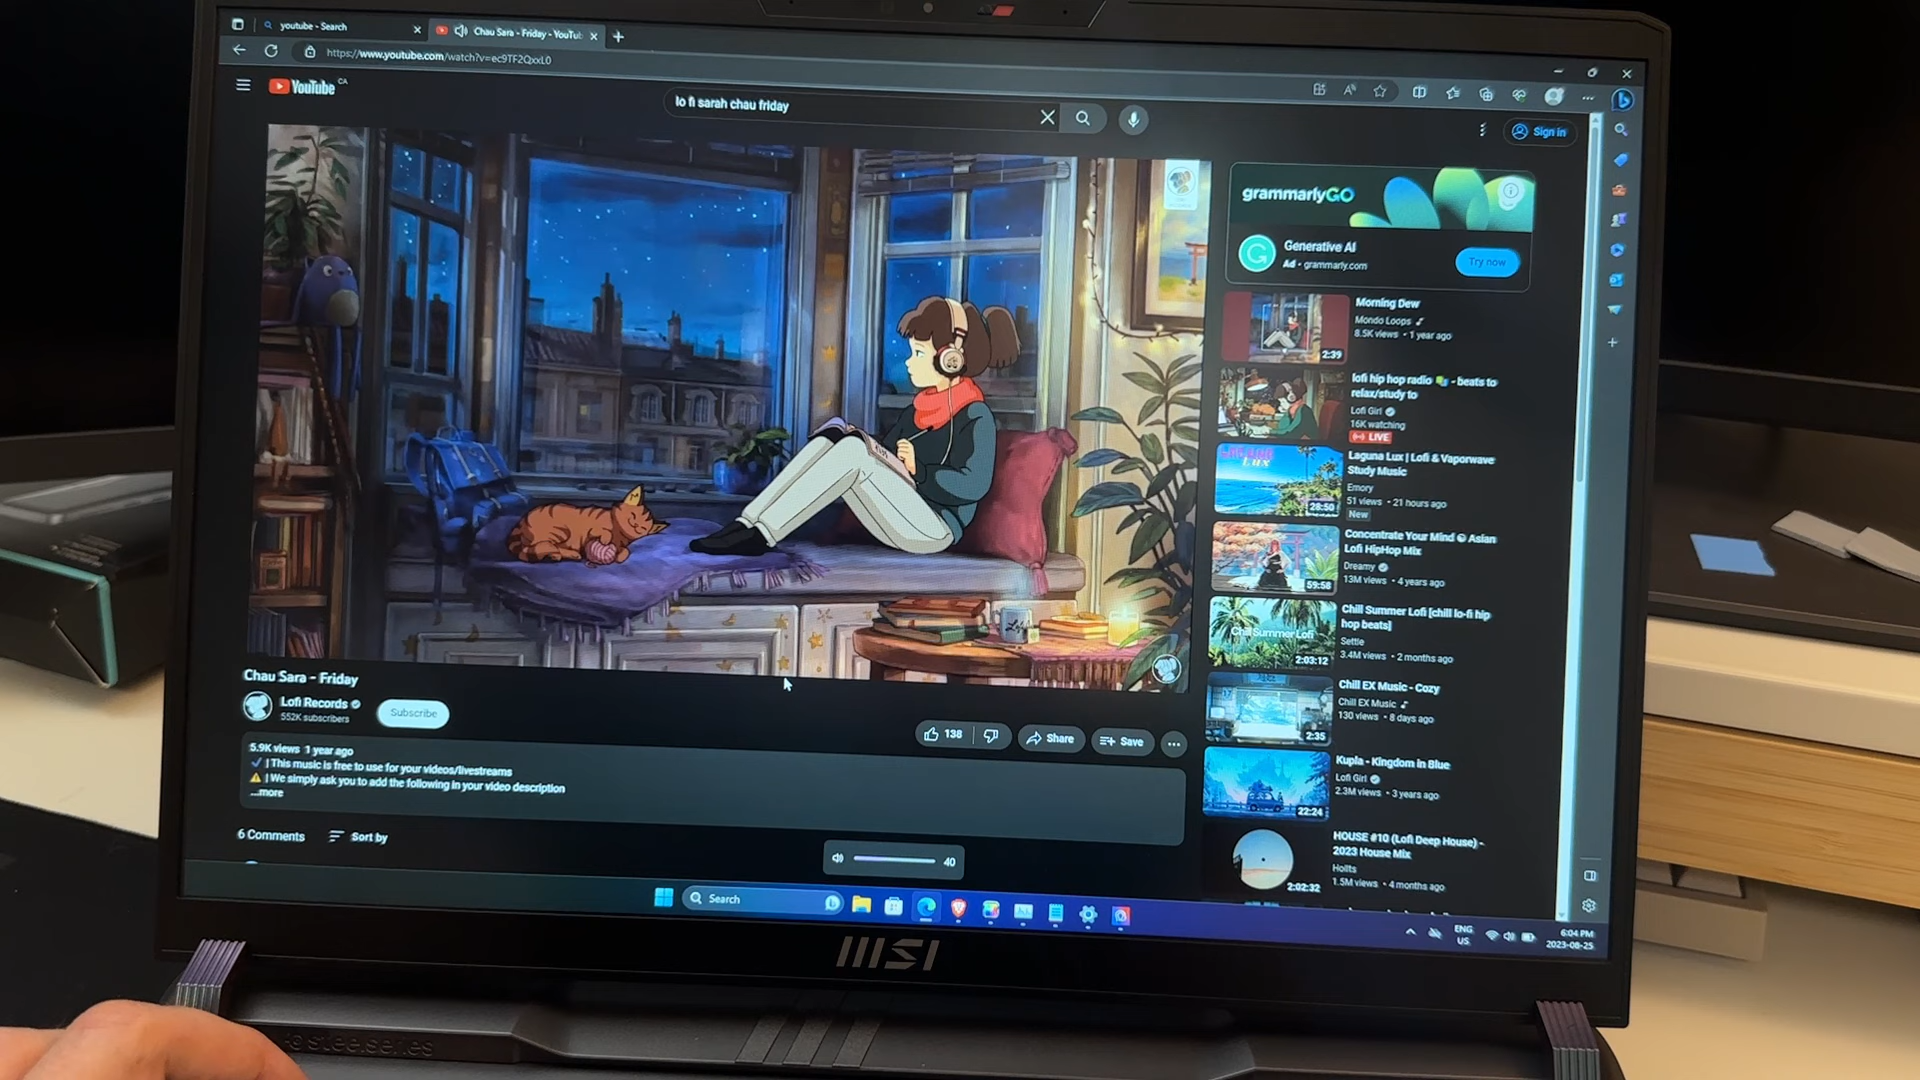 youtube - Search
Chau Sara - Friday - YouTub
https://www.youtube.com/watch?v=ec9TF2QxxL0
YouTube CA
lo fi sarah chau friday
Sign in
grammarlyGO
Generative AI
Ad • grammarly.com
Try now
Morning Dew
Mondo Loops
8.5K views • 1 year ago
2:39
lofi hip hop radio - beats to
relax/study to
Lofi Girl
16K watching
LIVE
Laguna Lux | Lofi & Vaporwave
Study Music
Emory
51 views • 21 hours ago
New
28:50
Concentrate Your Mind Asian
Lofi HipHop Mix
Dreamy
13M views • 4 years ago
59:58
Chill Summer Lofi [chill lo-fi hip
hop beats]
Settle
3.4M views • 2 months ago
Chill Summer Lofi
2:03:12
Chill EX Music - Cozy
Chill EX Music
130 views • 8 days ago
2:35
Kupla - Kingdom in Blue
Lofi Girl
2.3M views • 3 years ago
22:24
HOUSE #10 (Lofi Deep House) -
2023 House Mix
Hollts
1.5M views • 4 months ago
2:02:32
Chau Sara - Friday
Lofi Records
552K subscribers
Subscribe
138
Share
Save
5.9K views 1 year ago
| This music is free to use for your videos/livestreams
| We simply ask you to add the following in your video description
...more
6 Comments
Sort by
40
Search
ENG
US
6:04 PM
2023-08-25
msi
steelseries